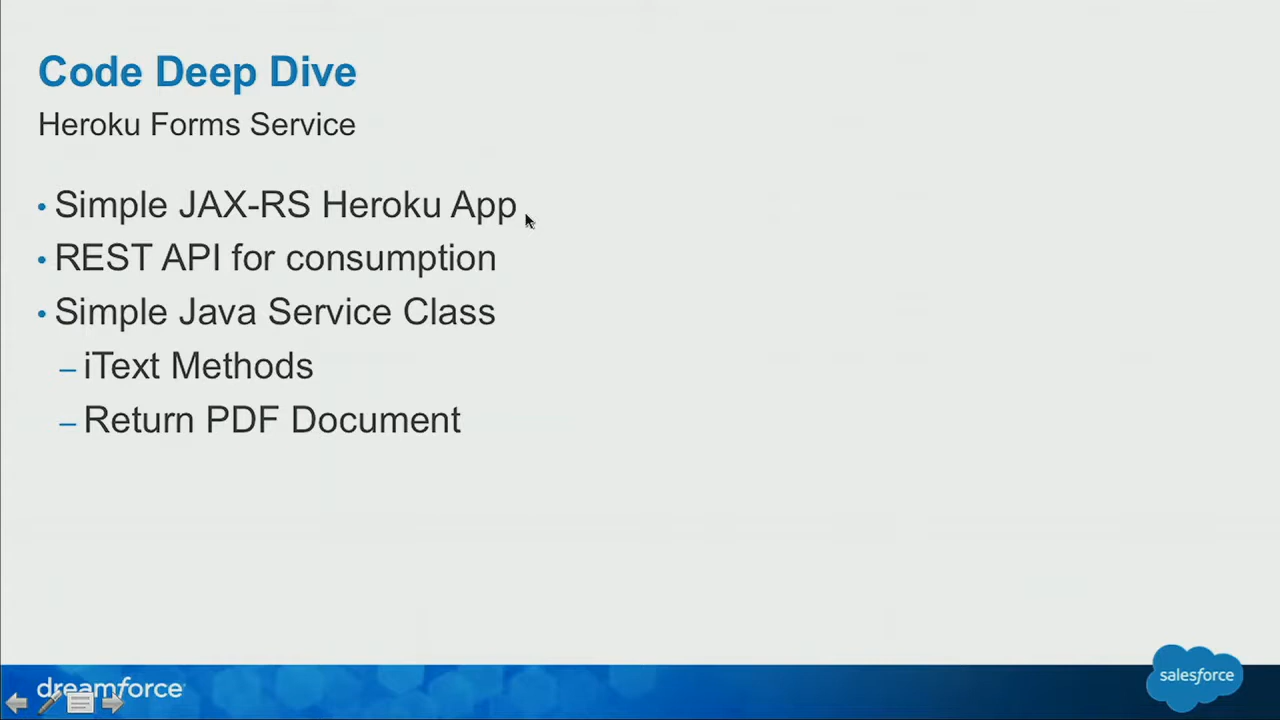 Code Deep Dive
Heroku Forms Service
• Simple JAX-RS Heroku App
• REST API for consumption
• Simple Java Service Class
– iText Methods
– Return PDF Document
dreamforce
salesforce